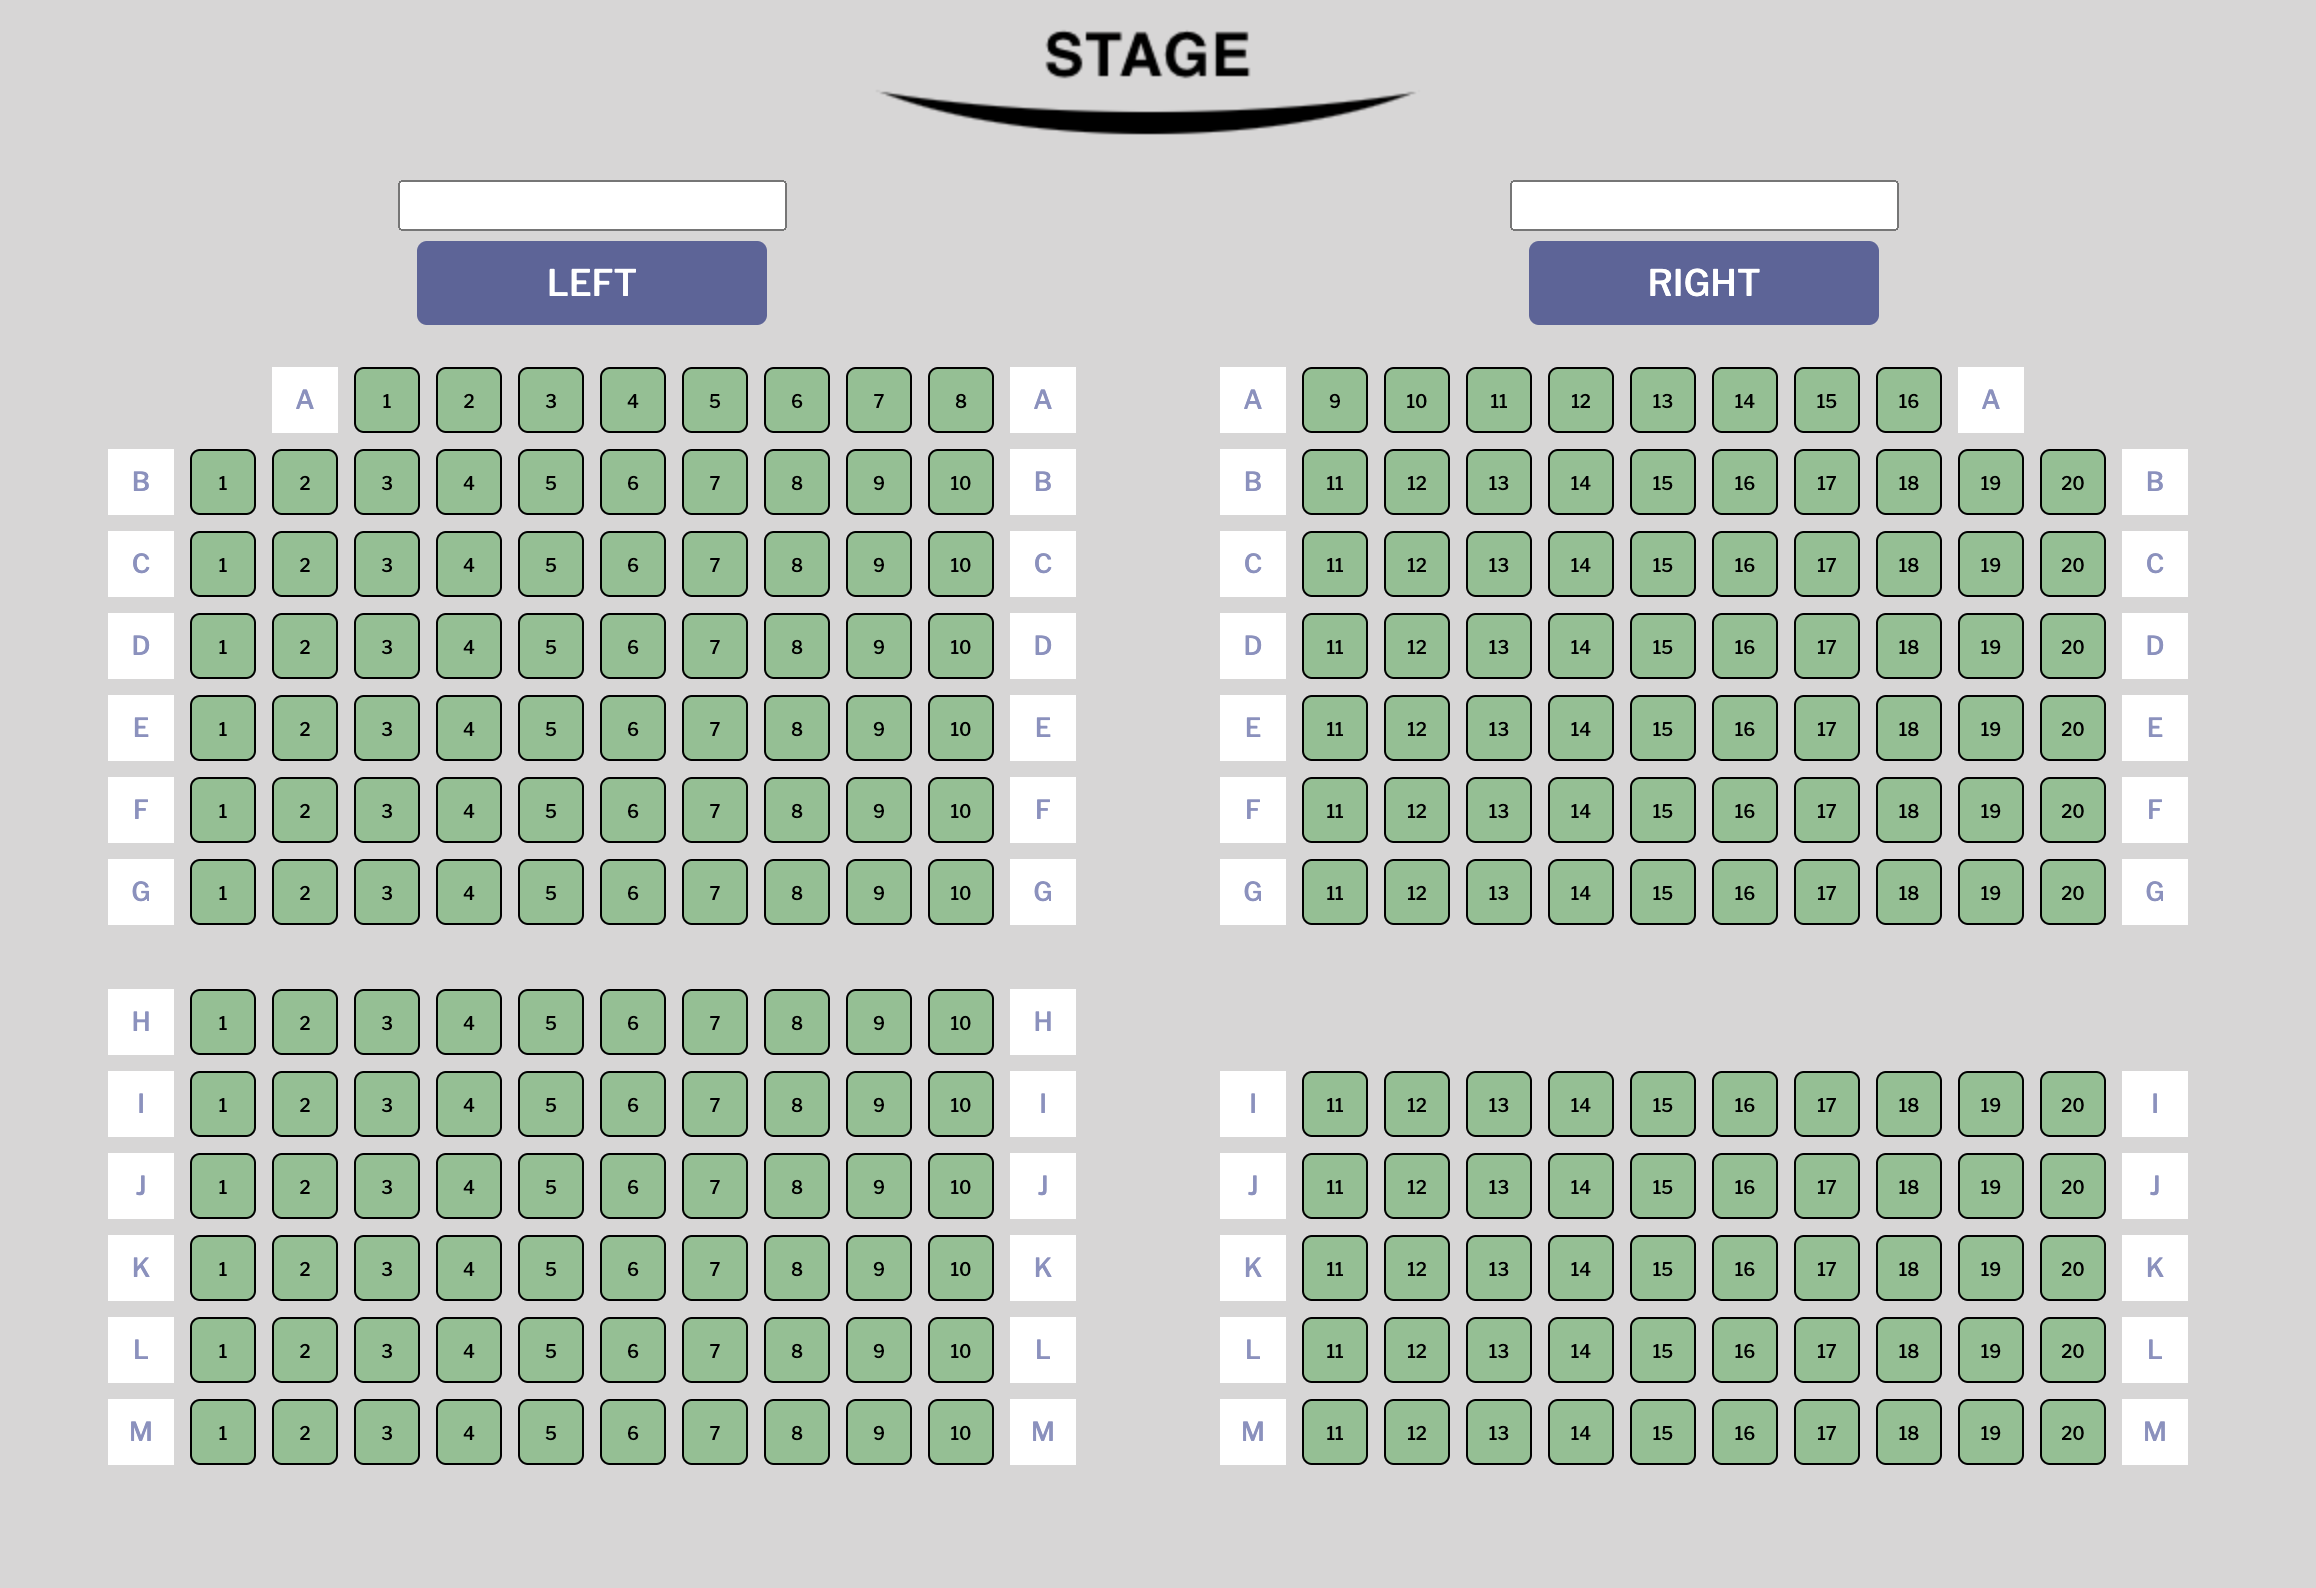 STAGE
LEFT RIGHT
A 1 2 3 4 5 6 7 8 A A 9 10 11 12 13 14 15 16 A
B 1 2 3 4 5 6 7 8 9 10 B B 11 12 13 14 15 16 17 18 19 20 B
C 1 2 3 4 5 6 7 8 9 10 C C 11 12 13 14 15 16 17 18 19 20 C
D 1 2 3 4 5 6 7 8 9 10 D D 11 12 13 14 15 16 17 18 19 20 D
E 1 2 3 4 5 6 7 8 9 10 E E 11 12 13 14 15 16 17 18 19 20 E
F 1 2 3 4 5 6 7 8 9 10 F F 11 12 13 14 15 16 17 18 19 20 F
G 1 2 3 4 5 6 7 8 9 10 G G 11 12 13 14 15 16 17 18 19 20 G
H 1 2 3 4 5 6 7 8 9 10 H
I 1 2 3 4 5 6 7 8 9 10 I I 11 12 13 14 15 16 17 18 19 20 I
J 1 2 3 4 5 6 7 8 9 10 J J 11 12 13 14 15 16 17 18 19 20 J
K 1 2 3 4 5 6 7 8 9 10 K K 11 12 13 14 15 16 17 18 19 20 K
L 1 2 3 4 5 6 7 8 9 10 L L 11 12 13 14 15 16 17 18 19 20 L
M 1 2 3 4 5 6 7 8 9 10 M M 11 12 13 14 15 16 17 18 19 20 M